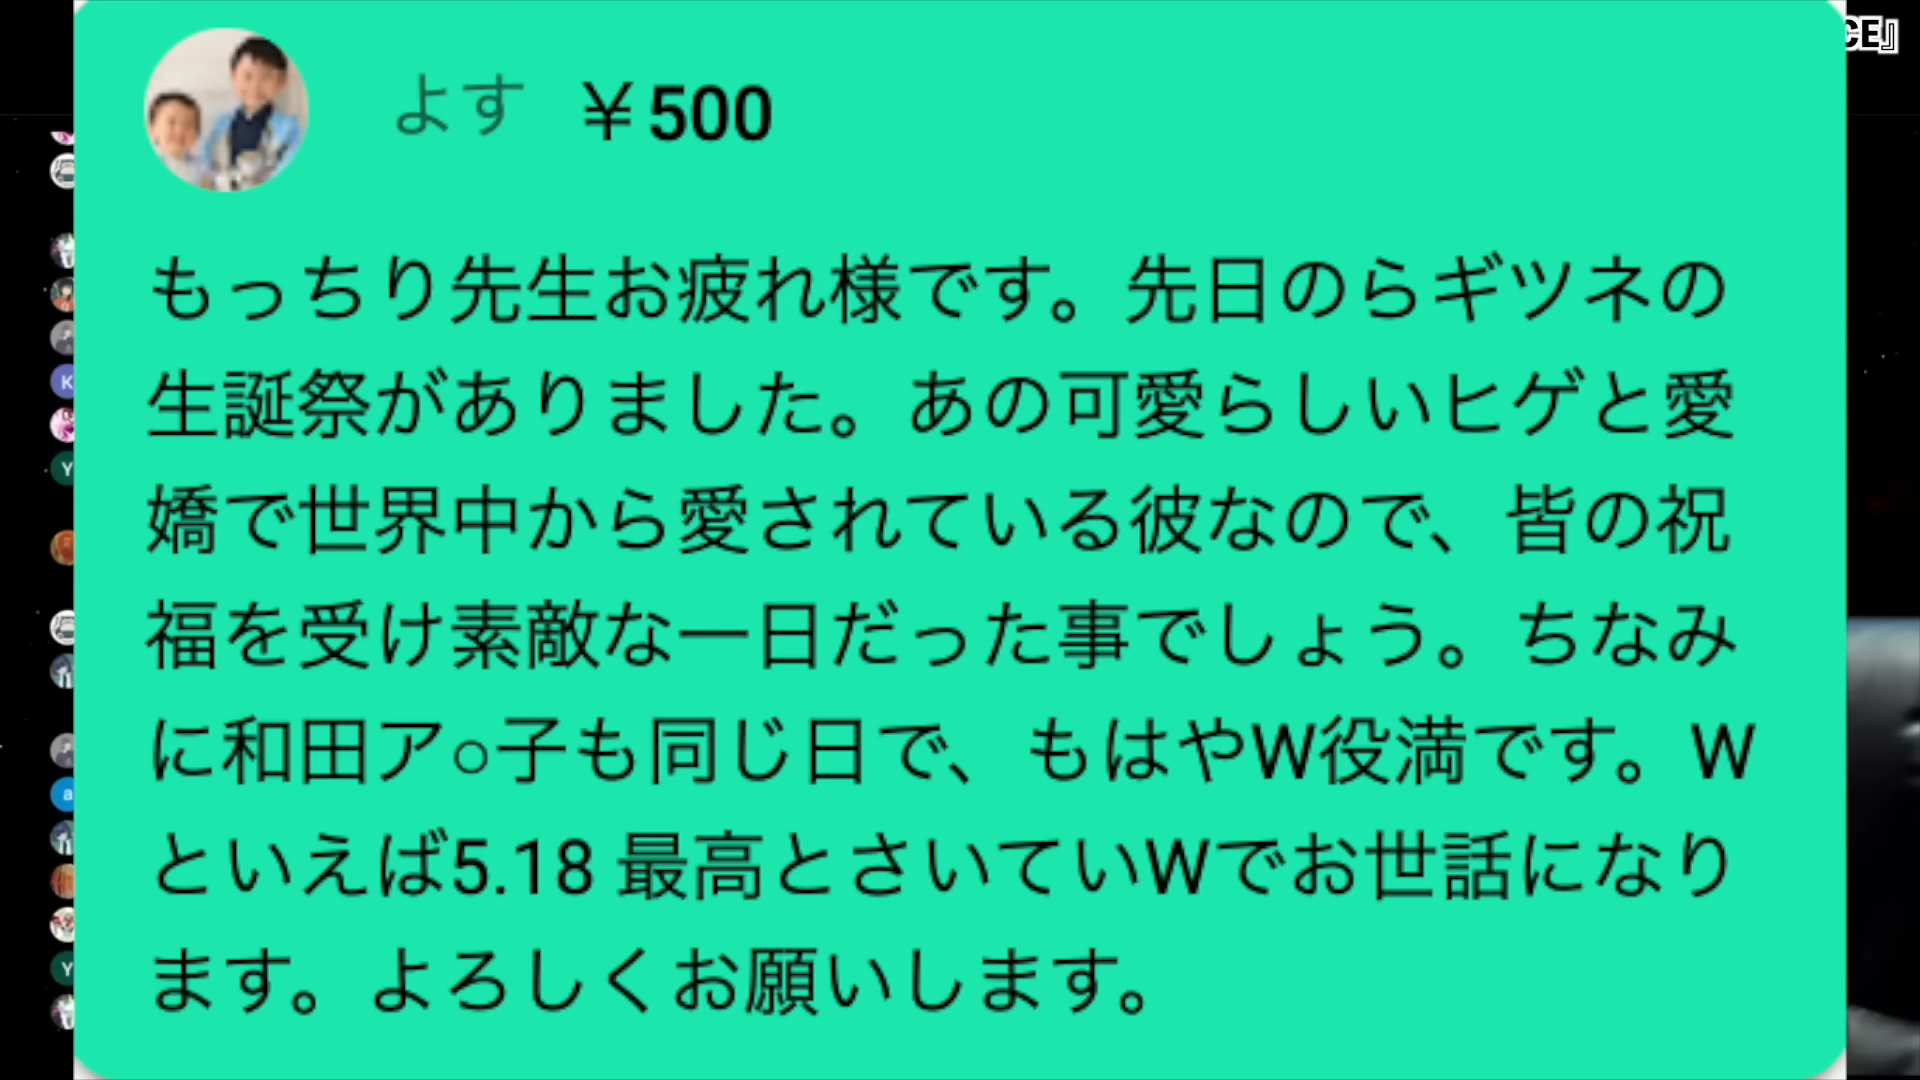 CE』
よす ￥500
もっちり先生お疲れ様です。先日のらギツネの
生誕祭がありました。あの可愛らしいヒゲと愛
嬌で世界中から愛されている彼なので、皆の祝
福を受け素敵な一日だった事でしょう。ちなみ
に和田ア○子も同じ日で、もはやW役満です。W
といえば5.18 最高とさいていWでお世話になり
ます。よろしくお願いします。
K
Y
a
Y